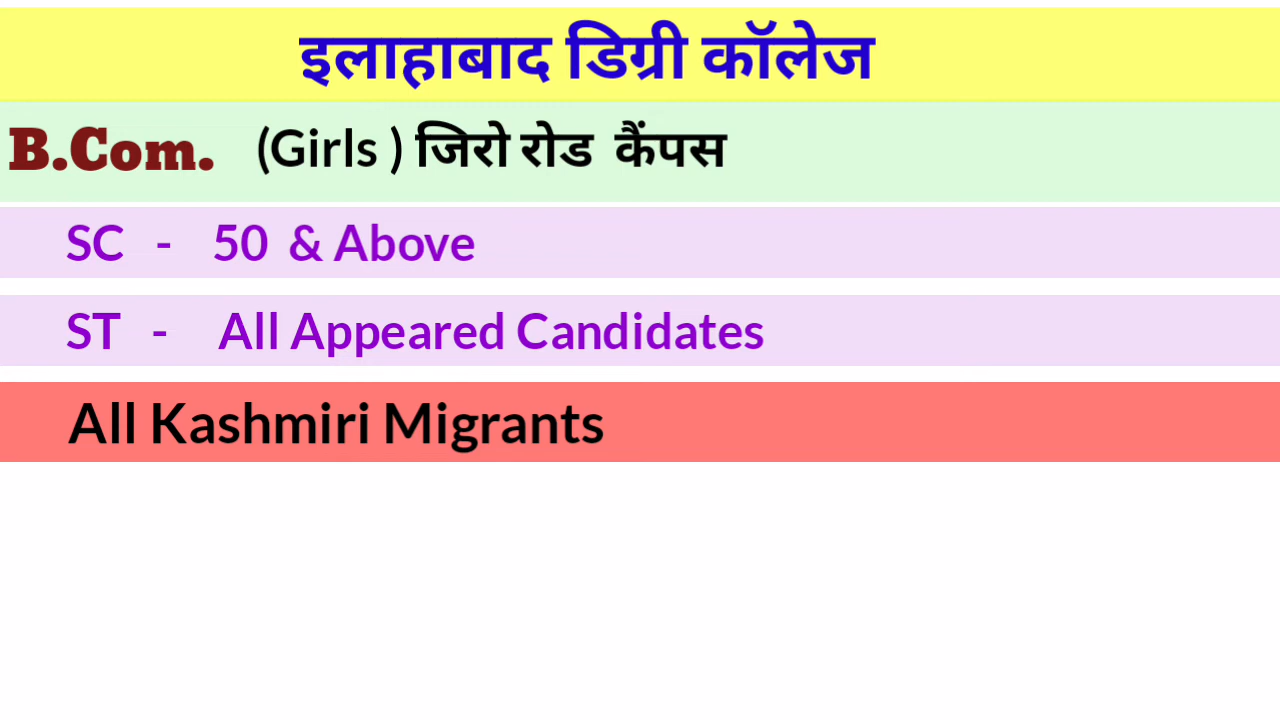 इलाहाबाद डिग्री कॉलेज
B.Com. (Girls ) जिरो रोड कैंपस
SC - 50 & Above
ST - All Appeared Candidates
All Kashmiri Migrants